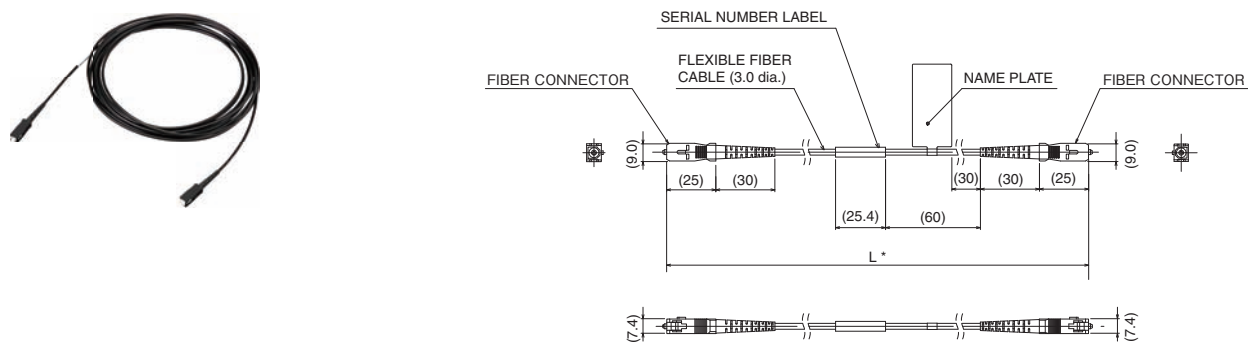 SERIAL NUMBER LABEL
FLEXIBLE FIBER
CABLE (3.0 dia.)
FIBER CONNECTOR
NAME PLATE
FIBER CONNECTOR
(9.0)
(9.0)
(25)
(30)
(30)
(30)
(25)
(25.4)
(60)
L *
(7.4)
(7.4)